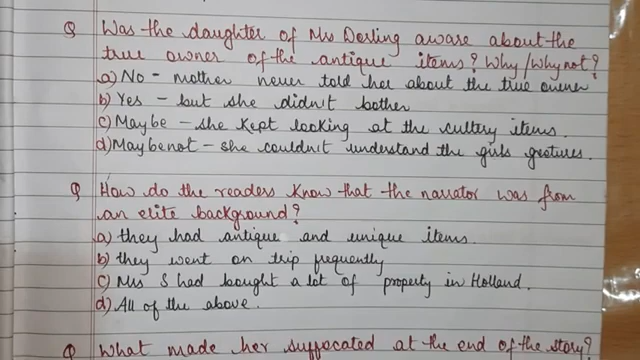 Q Was the daughter of Mrs Dorling aware about the
true owner of the antique items? Why/Why not?
a) No - mother never told her about the true owner
b) Yes - but she didn't bother
c) Maybe - she kept looking at the cutlery items.
d) Maybe not - she couldn't understand the girls gestures.
Q How do the readers know that the narrator was from
an elite background?
a) they had antique and unique items.
b) they went on trip frequently
c) Mrs S had bought a lot of property in Holland.
d) All of the above.
Q What made her suffocated at the end of the story?